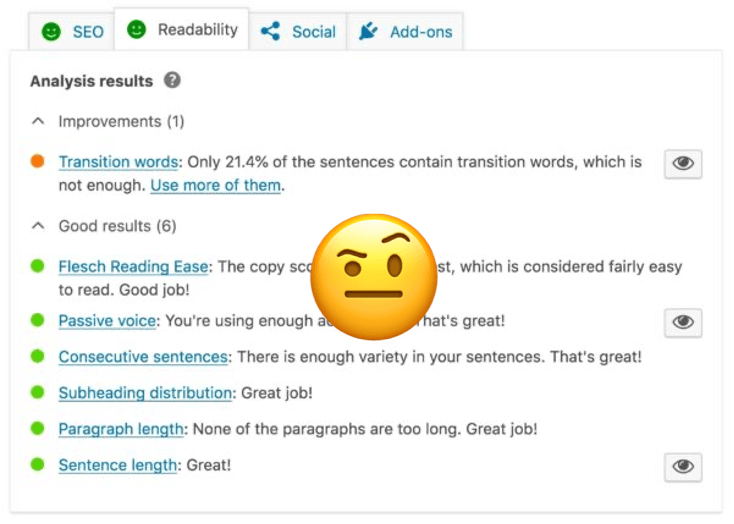 SEO
Readability
Social
Add-ons
Analysis results ?
Improvements (1)
Transition words: Only 21.4% of the sentences contain transition words, which is
not enough. Use more of them.
Good results (6)
Flesch Reading Ease: The copy st, which is considered fairly easy
to read. Good job!
Passive voice: You're using enough That's great!
Consecutive sentences: There is enough variety in your sentences. That's great!
Subheading distribution: Great job!
Paragraph length: None of the paragraphs are too long. Great job!
Sentence length: Great!